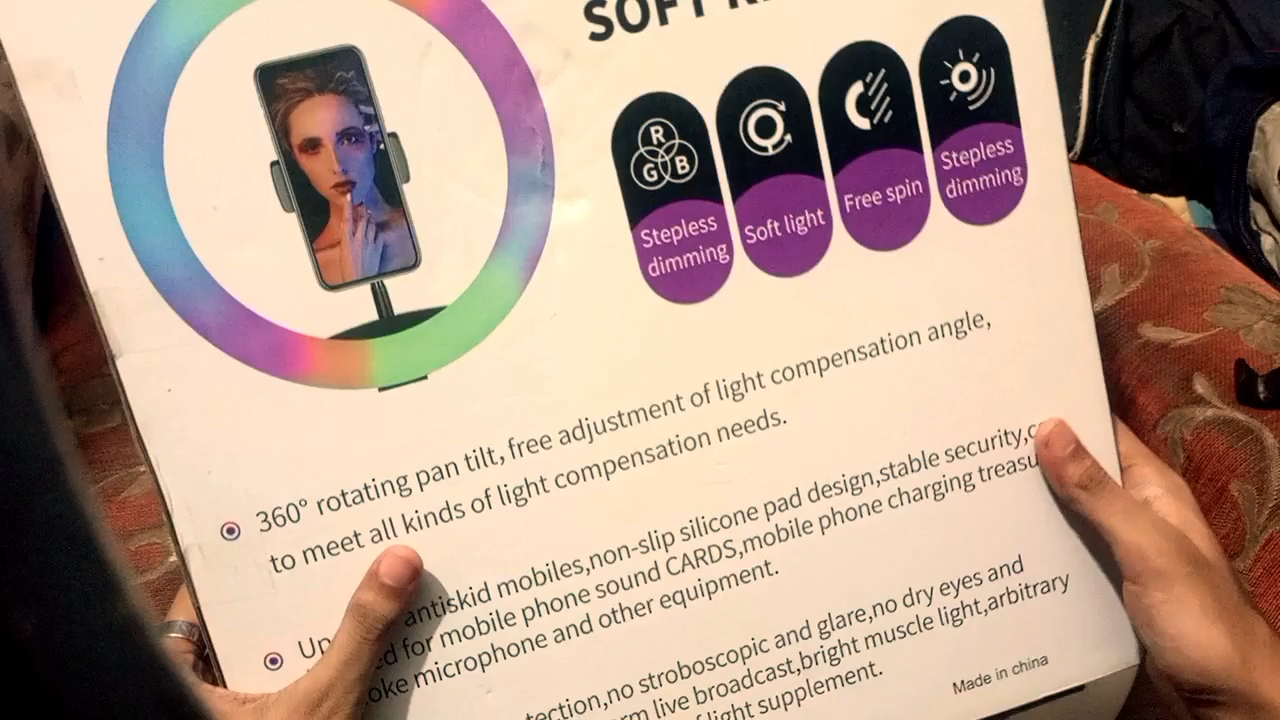 SOFT
R
G B
Stepless
dimming
Soft light
Free spin
Stepless
dimming
360° rotating pan tilt, free adjustment of light compensation angle,
to meet all kinds of light compensation needs.
antiskid mobiles,non-slip silicone pad design,stable security,
for mobile phone sound CARDS,mobile phone charging
microphone and other equipment.
no stroboscopic and glare,no dry eyes and
live broadcast,bright muscle light,arbitrary
light supplement.
Made in china